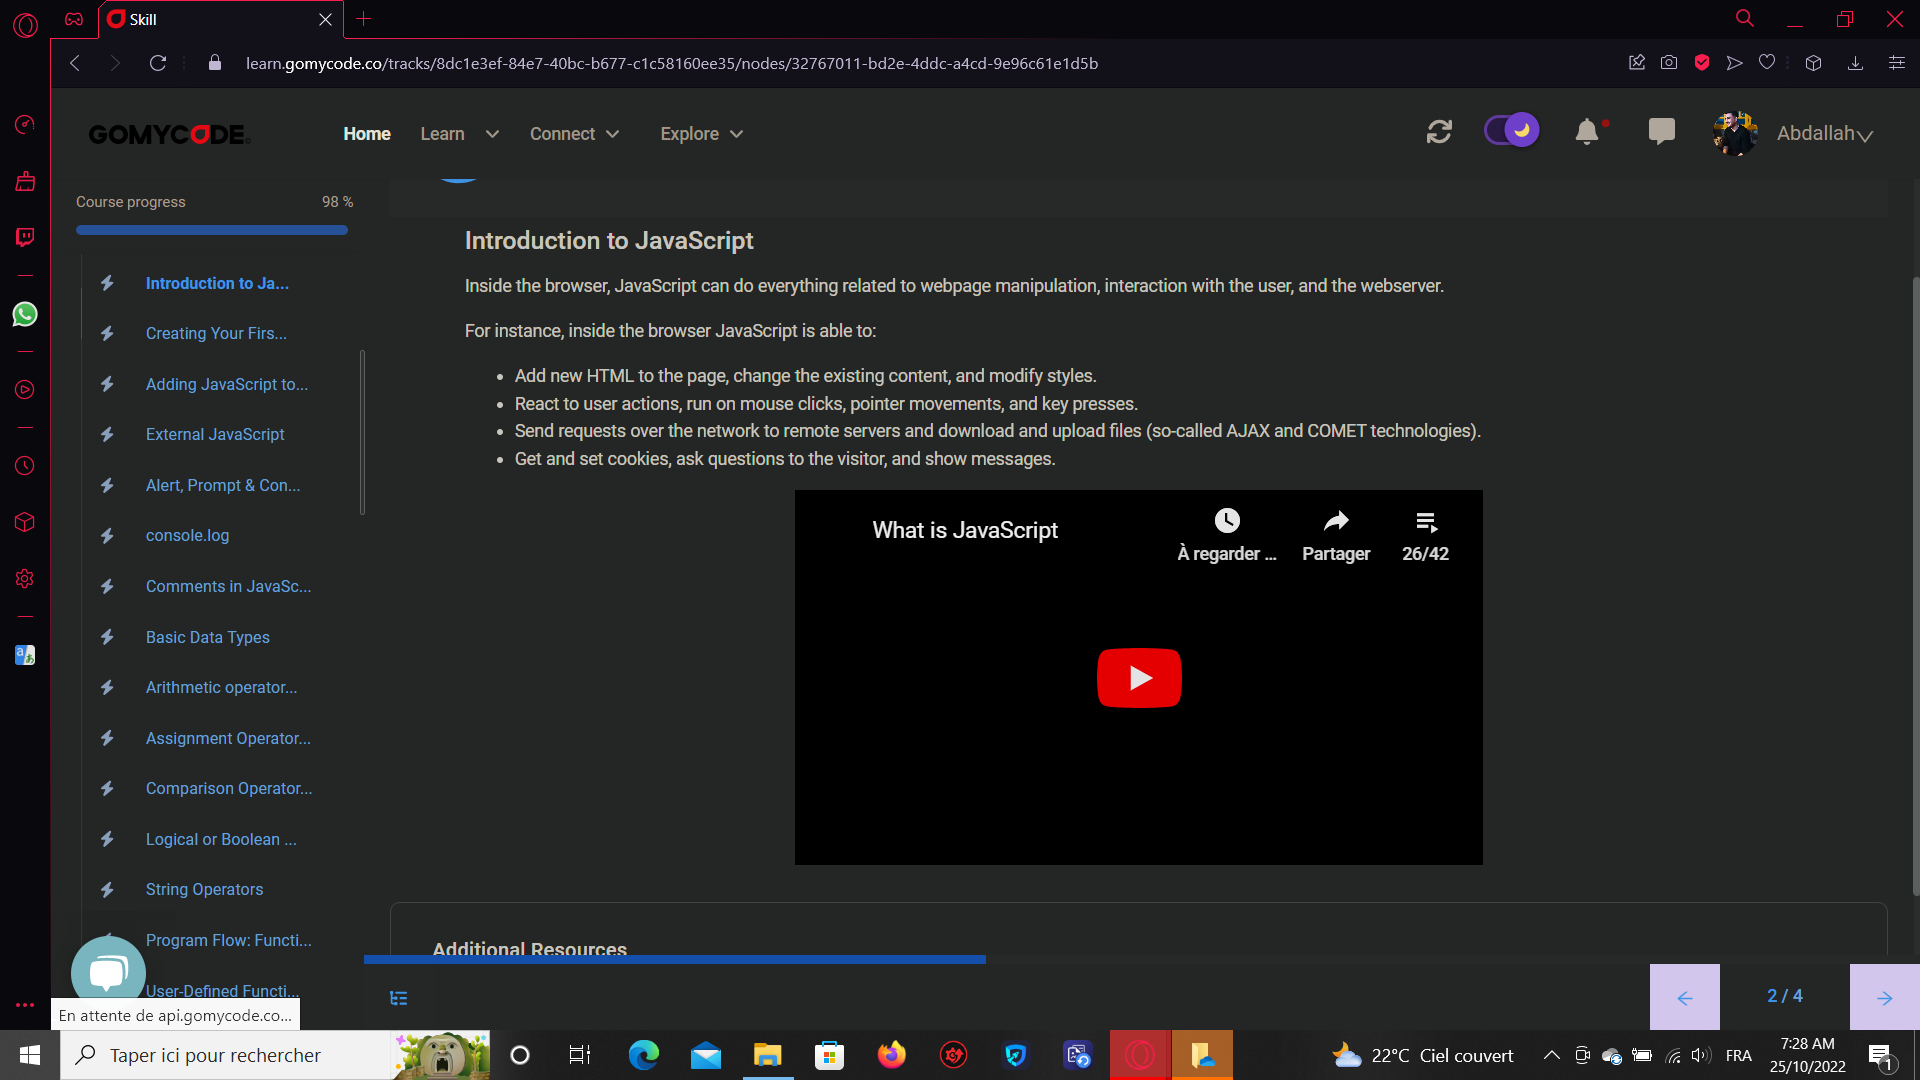 Skill
learn.gomycode.co/tracks/8dc1e3ef-84e7-40bc-b677-c1c58160ee35/nodes/32767011-bd2e-4ddc-a4cd-9e96c61e1d5b
GOMYCODE
Home
Learn
Connect
Explore
Abdallah
Course progress
98 %
Introduction to Ja...
Creating Your Firs...
Adding JavaScript to...
External JavaScript
Alert, Prompt & Con...
console.log
Comments in JavaSc...
Basic Data Types
Arithmetic operator...
Assignment Operator...
Comparison Operator...
Logical or Boolean ...
String Operators
Program Flow: Functi...
User-Defined Functi...
Introduction to JavaScript
Inside the browser, JavaScript can do everything related to webpage manipulation, interaction with the user, and the webserver.
For instance, inside the browser JavaScript is able to:
Add new HTML to the page, change the existing content, and modify styles.
React to user actions, run on mouse clicks, pointer movements, and key presses.
Send requests over the network to remote servers and download and upload files (so-called AJAX and COMET technologies).
Get and set cookies, ask questions to the visitor, and show messages.
What is JavaScript
À regarder ...
Partager
26/42
Additional Resources
2 / 4
En attente de api.gomycode.co...
Taper ici pour rechercher
22°C Ciel couvert
FRA
7:28 AM
25/10/2022
1